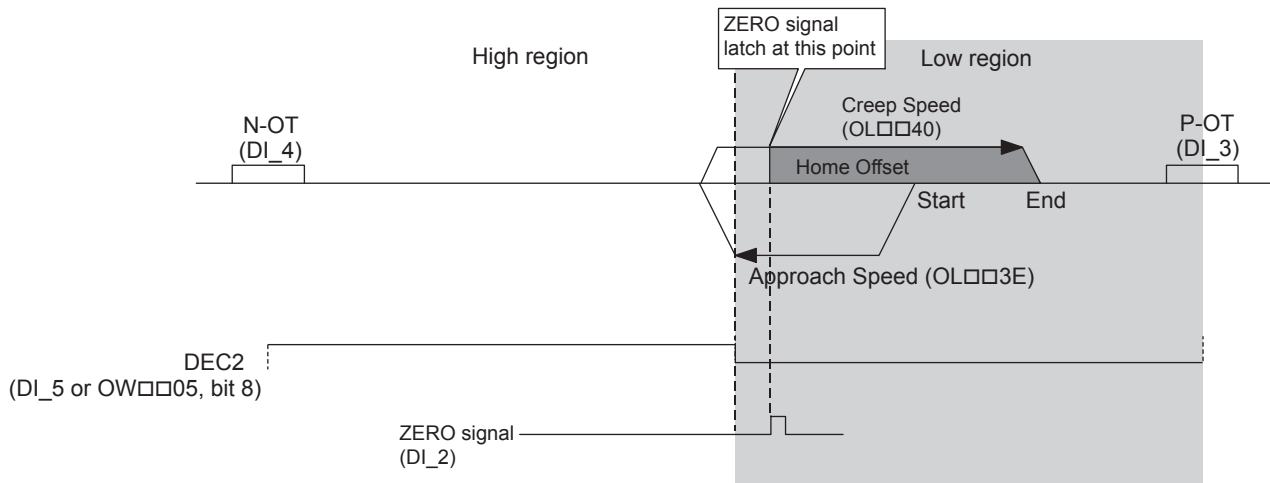 ZERO signal
latch at this point
High region
Low region
Creep Speed
(OL□□40)
N-OT
(DI_4)
P-OT
(DI_3)
Home Offset
Start
End
Approach Speed (OL□□3E)
DEC2
(DI_5 or OW□□05, bit 8)
ZERO signal
(DI_2)